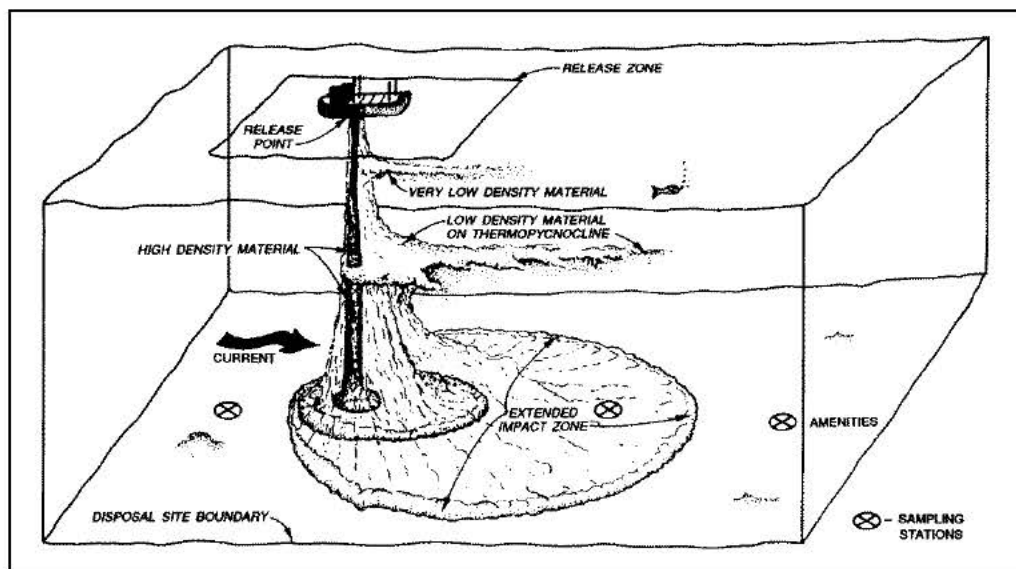 RELEASE ZONE
RELEASE
POINT
VERY LOW DENSITY MATERIAL
LOW DENSITY MATERIAL
ON THERMOPYCNOCLINE
HIGH DENSITY MATERIAL
CURRENT
EXTENDED
IMPACT ZONE
AMENITIES
DISPOSAL SITE BOUNDARY
- SAMPLING
STATIONS